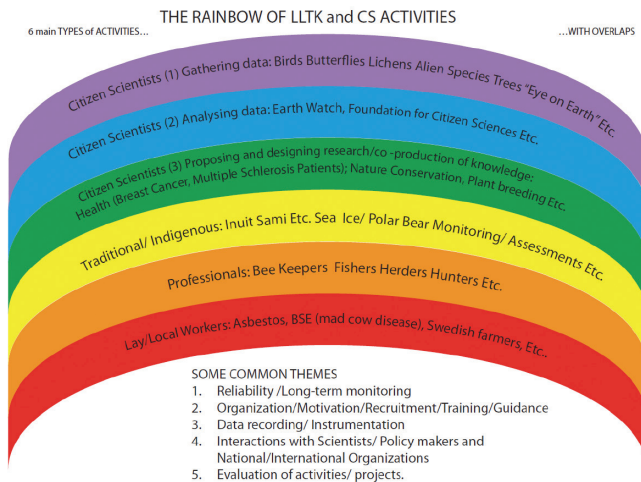 THE RAINBOW OF LLTK and CS ACTIVITIES
6 main TYPES of ACTIVITIES...
...WITH OVERLAPS
Citizen Scientists (1) Gathering data: Birds Butterflies Lichens Alien Species Trees "Eye on Earth" Etc.
Citizen Scientists (2) Analysing data: Earth Watch, Foundation for Citizen Sciences Etc.
Citizen Scientists (3) Proposing and designing research/co -production of knowledge:
Health (Breast Cancer, Multiple Schlerosis Patients); Nature Conservation, Plant breeding Etc.
Traditional/ Indigenous: Inuit Sami Etc. Sea Ice/ Polar Bear Monitoring/ Assessments Etc.
Professionals: Bee Keepers Fishers Herders Hunters Etc.
Lay/Local Workers: Asbestos, BSE (mad cow disease), Swedish farmers, Etc..
SOME COMMON THEMES
1. Reliability /Long-term monitoring
2. Organization/Motivation/Recruitment/Training/Guidance
3. Data recording/ Instrumentation
4. Interactions with Scientists/ Policy makers and
National/International Organizations
5. Evaluation of activities/ projects.